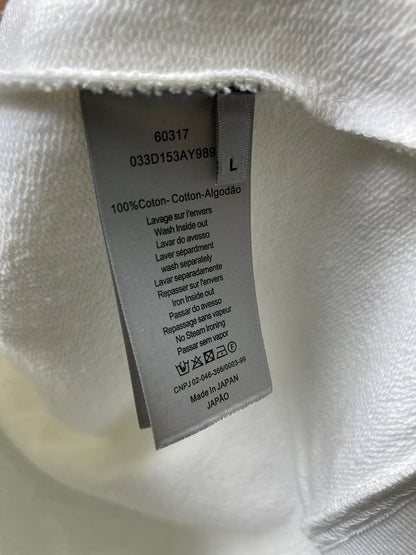 60317
033D153AY989
L
100%Coton- Cotton-Algodão
Lavage sur l'envers
Wash Inside out
Lavar do avesso
Laver sépardment
wash separately
Lavar separadamente
Repasser sur l'envers
Iron Inside out
Passar do avesso
Repassage sans vapeur
No Steam Ironing
Passar sem vapor
CNPJ 02-046-366/0003-99
Made In JAPAN
JAPÃO